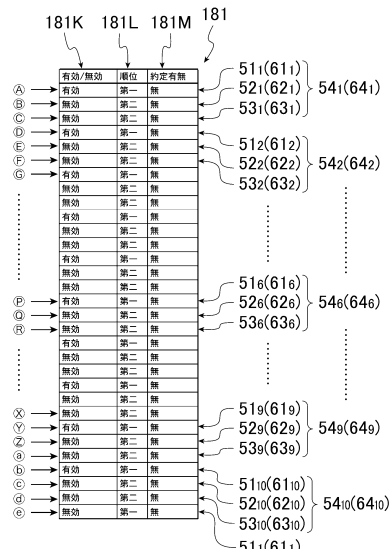 181K 181L 181M 181
有効/無効 順位 約定有無
Ⓐ 有効 第一 無 51₁(61₁)
Ⓑ 無効 第二 無 52₁(62₁) 54₁(64₁)
Ⓒ 無効 第二 無 53₁(63₁)
Ⓓ 有効 第一 無 51₂(61₂)
Ⓔ 無効 第二 無 52₂(62₂) 54₂(64₂)
Ⓕ 無効 第二 無 53₂(63₂)
Ⓖ 有効 第一 無
無効 第二 無
無効 第二 無
有効 第一 無
無効 第二 無
無効 第二 無
有効 第一 無
無効 第二 無
無効 第二 無
Ⓟ 有効 第一 無 51₆(61₆)
Ⓠ 無効 第二 無 52₆(62₆) 54₆(64₆)
Ⓡ 無効 第二 無 53₆(63₆)
有効 第一 無
無効 第二 無
無効 第二 無
有効 第一 無
無効 第二 無
Ⓧ 無効 第二 無
Ⓨ 有効 第一 無 51₉(61₉)
Ⓩ 無効 第二 無 52₉(62₉) 54₉(64₉)
ⓐ 無効 第二 無 53₉(63₉)
ⓑ 有効 第一 無 51₁₀(61₁₀)
ⓒ 無効 第二 無 52₁₀(62₁₀) 54₁₀(64₁₀)
ⓓ 無効 第二 無 53₁₀(63₁₀)
ⓔ 無効 第二 無 51₁(61₁)